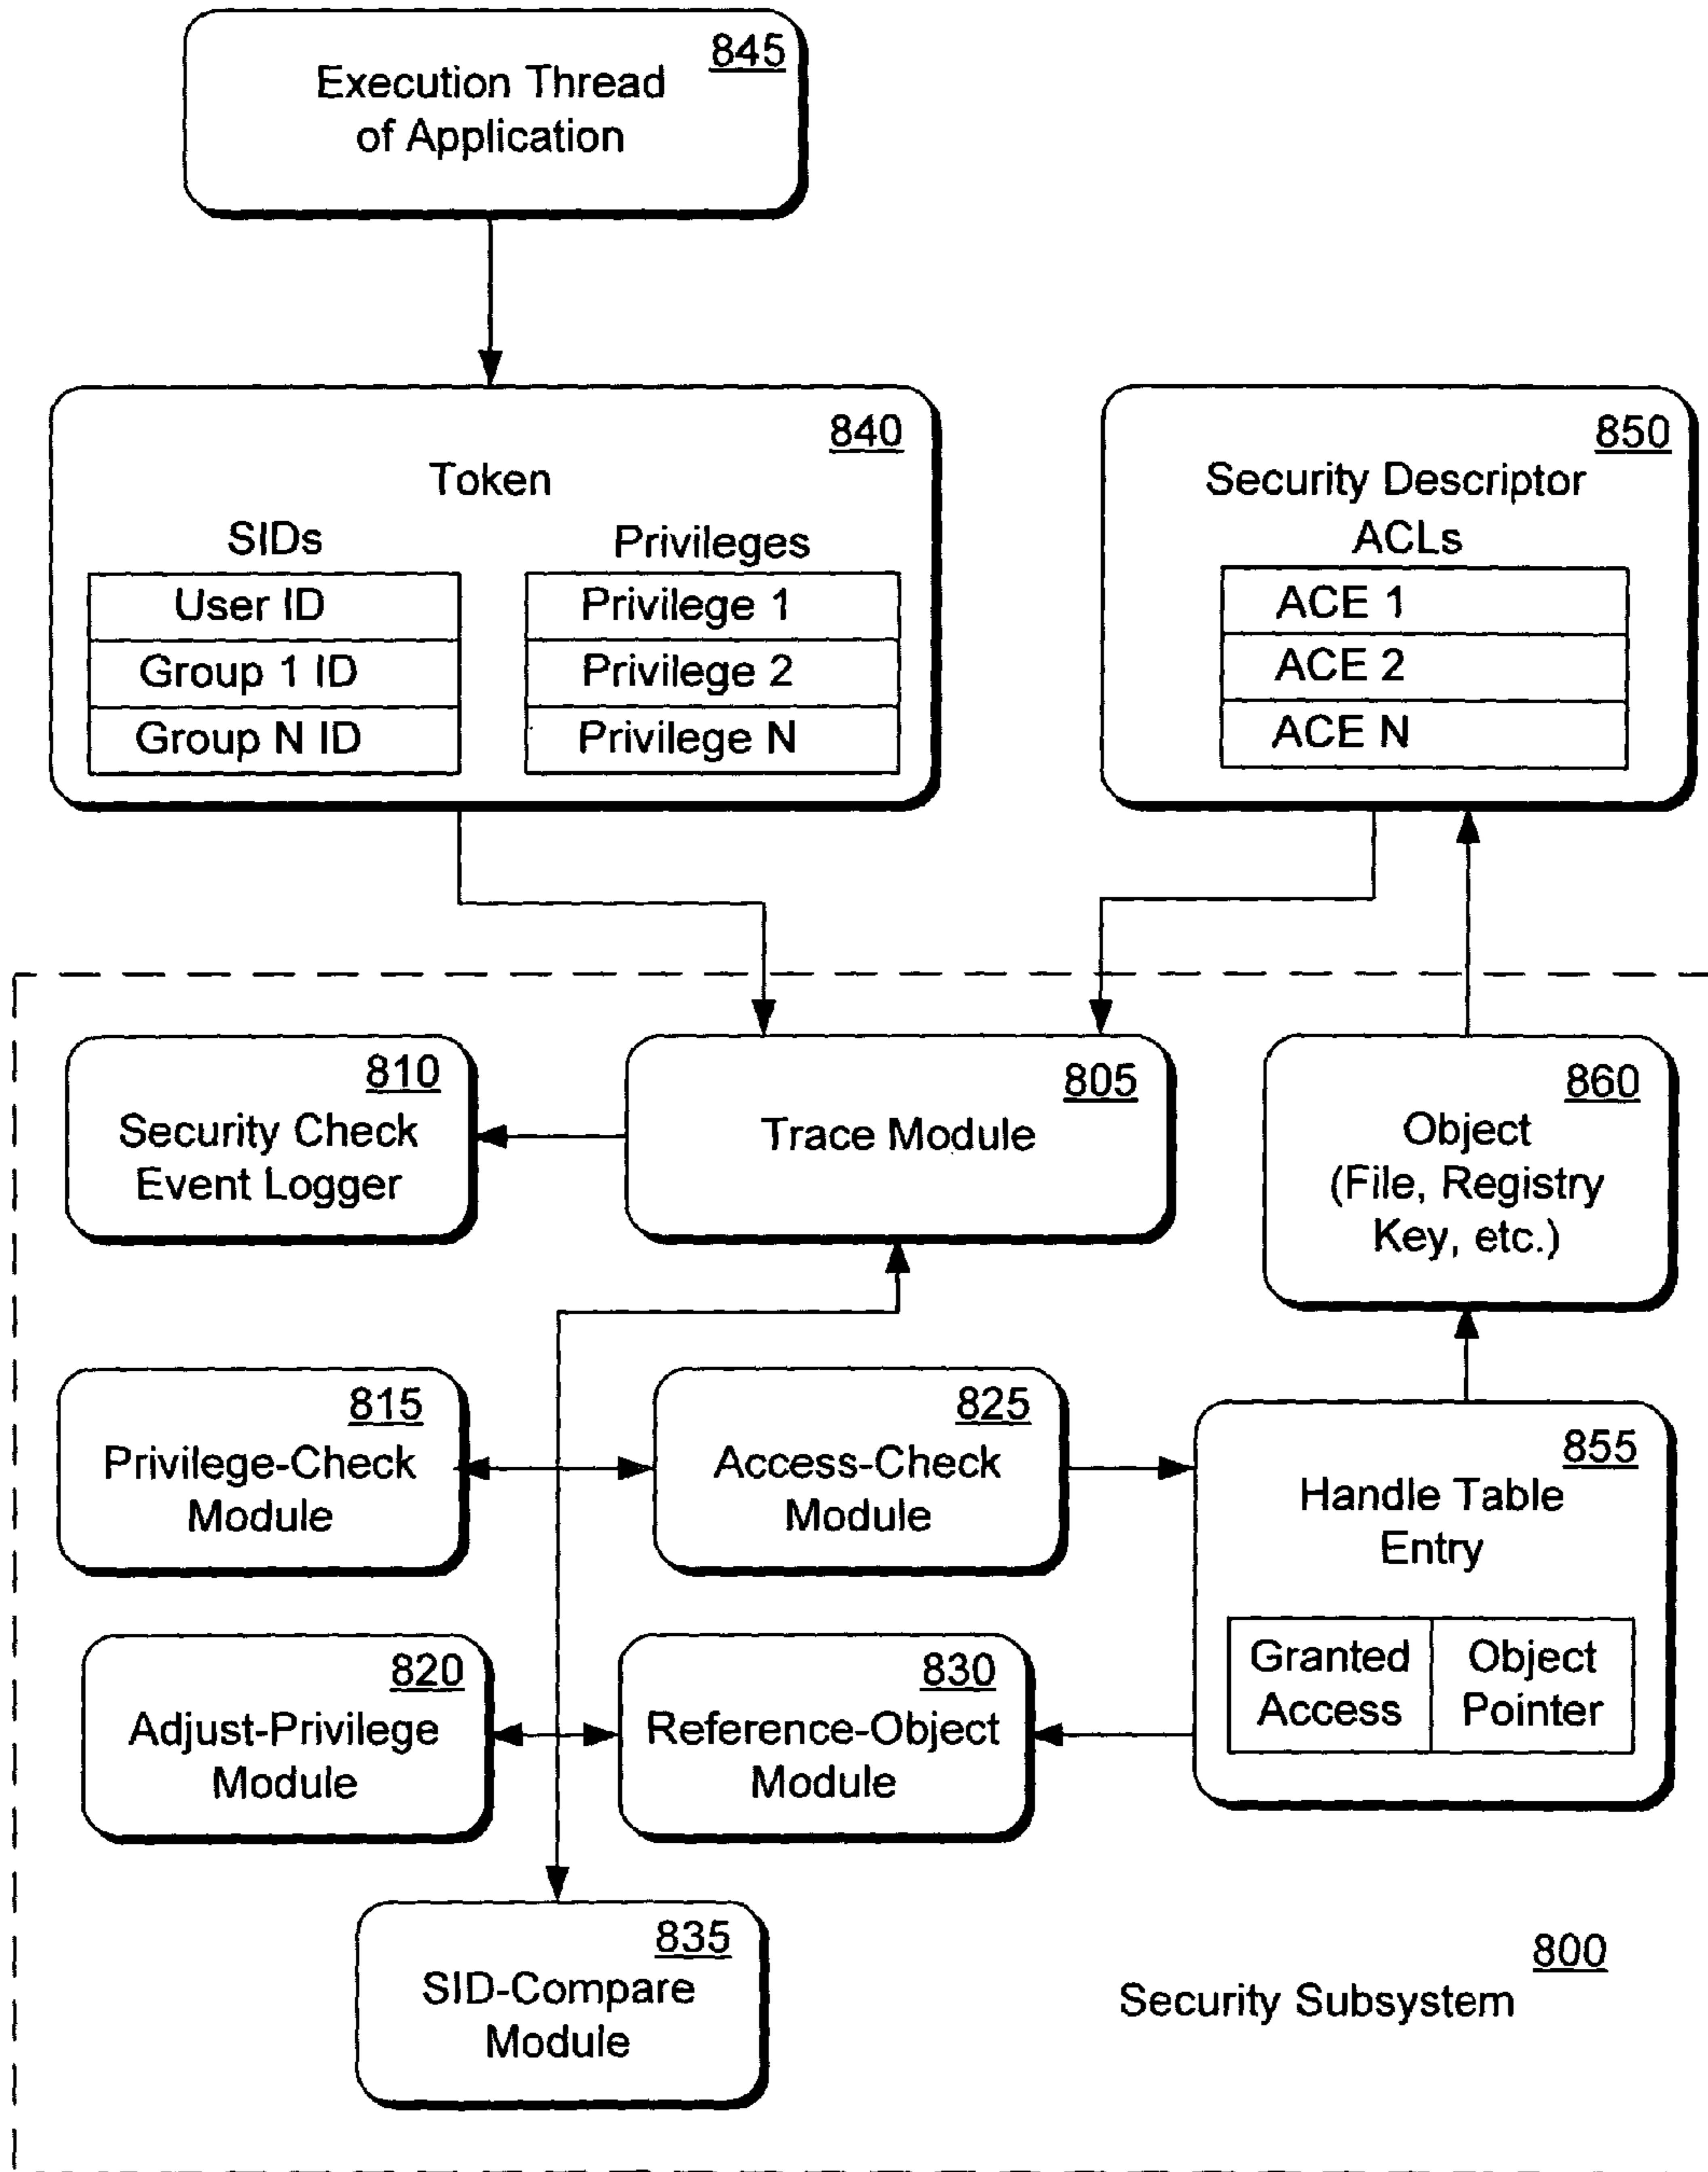 845
Execution Thread
of Application
840
Token
SIDs
Privileges
User ID
Group 1 ID
Group N ID
Privilege 1
Privilege 2
Privilege N
850
Security Descriptor
ACLs
ACE 1
ACE 2
ACE N
810
Security Check
Event Logger
805
Trace Module
860
Object
(File, Registry
Key, etc.)
815
Privilege-Check
Module
825
Access-Check
Module
855
Handle Table
Entry
Granted
Access
Object
Pointer
820
Adjust-Privilege
Module
830
Reference-Object
Module
835
SID-Compare
Module
800
Security Subsystem